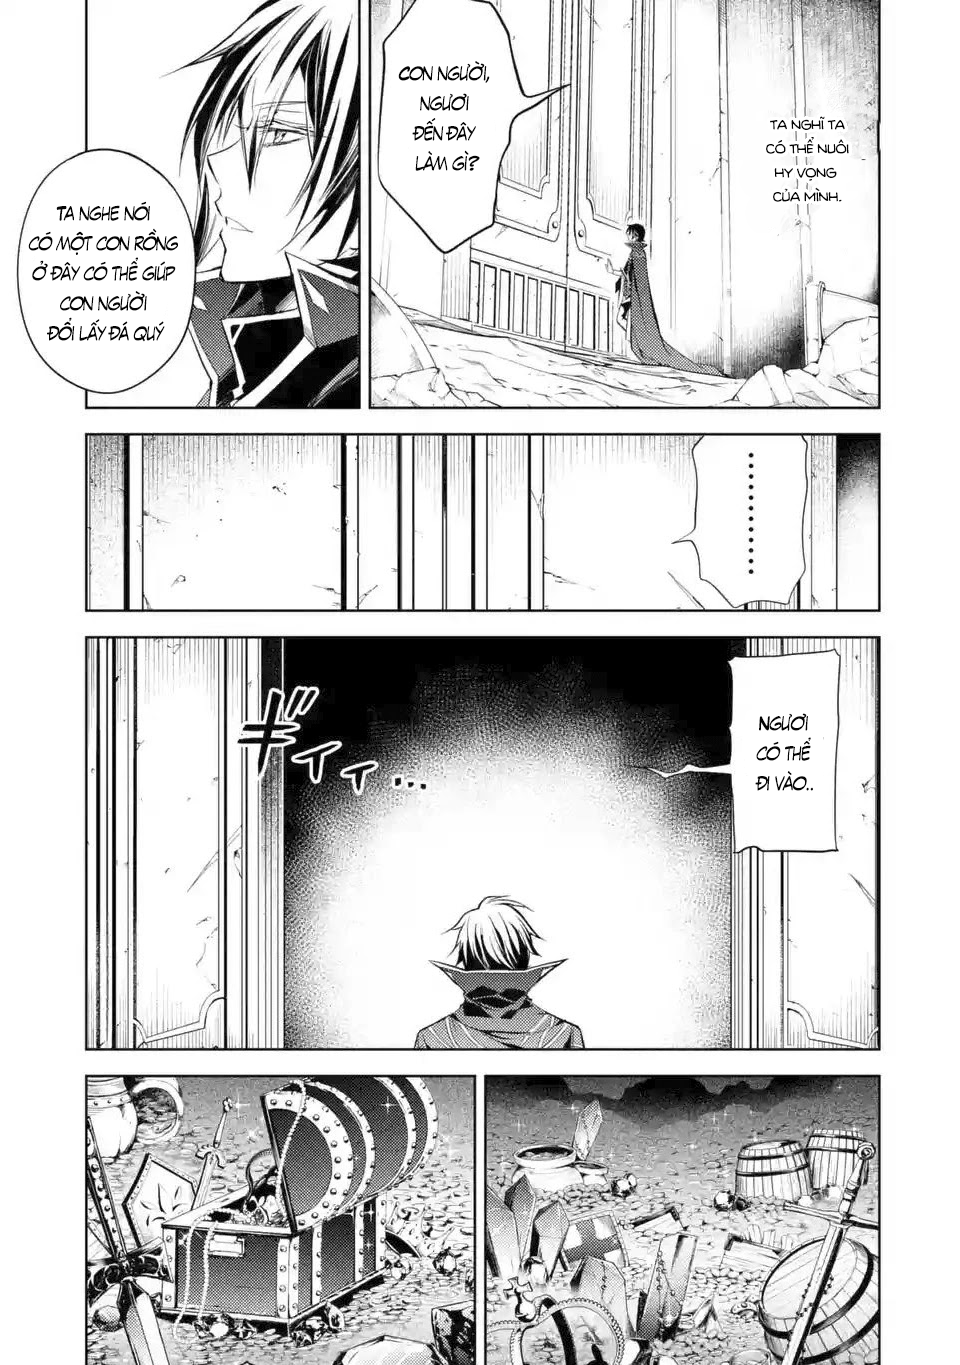 TA NGHĨ TA
CÓ THỂ NUÔI
HY VỌNG
CỦA MÌNH.
CON NGƯỜI,
NGƯƠI
ĐẾN ĐÂY
LÀM GÌ?
TA NGHE NÓI
CÓ MỘT CON RỒNG
Ở ĐÂY CÓ THỂ GIÚP
CON NGƯỜI
ĐỔI LẤY ĐÁ QUÝ
..........
NGƯƠI
CÓ THỂ
ĐI VÀO..
ギィィ...